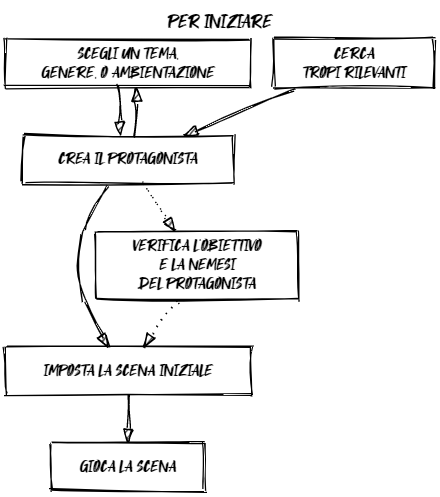 PER INIZIARE
SCEGLI UN TEMA,
GENERE, O AMBIENTAZIONE
CERCA
TROPI RILEVANTI
CREA IL PROTAGONISTA
VERIFICA L'OBIETTIVO
E LA NEMESI
DEL PROTAGONISTA
IMPOSTA LA SCENA INIZIALE
GIOCA LA SCENA